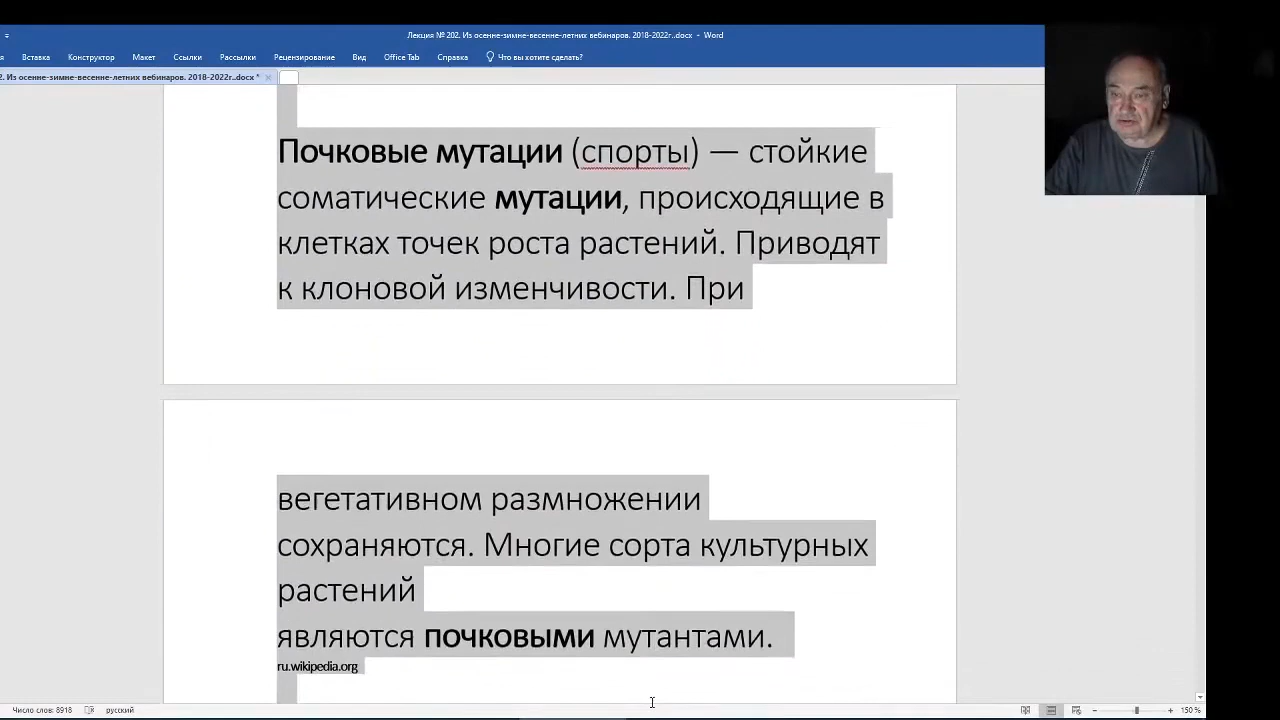 Лекция № 202. Из осенне-зимне-весенне-летних вебинаров. 2018-2022г..docx - Word
Вставка Конструктор Макет Ссылки Рассылки Рецензирование Вид Office Tab Справка Что вы хотите сделать?
2. Из осенне-зимне-весенне-летних вебинаров. 2018-2022г..docx *
Почковые мутации (спорты) — стойкие
соматические мутации, происходящие в
клетках точек роста растений. Приводят
к клоновой изменчивости. При
вегетативном размножении
сохраняются. Многие сорта культурных
растений
являются почковыми мутантами.
ru.wikipedia.org
Число слов: 8918 русский 150 %